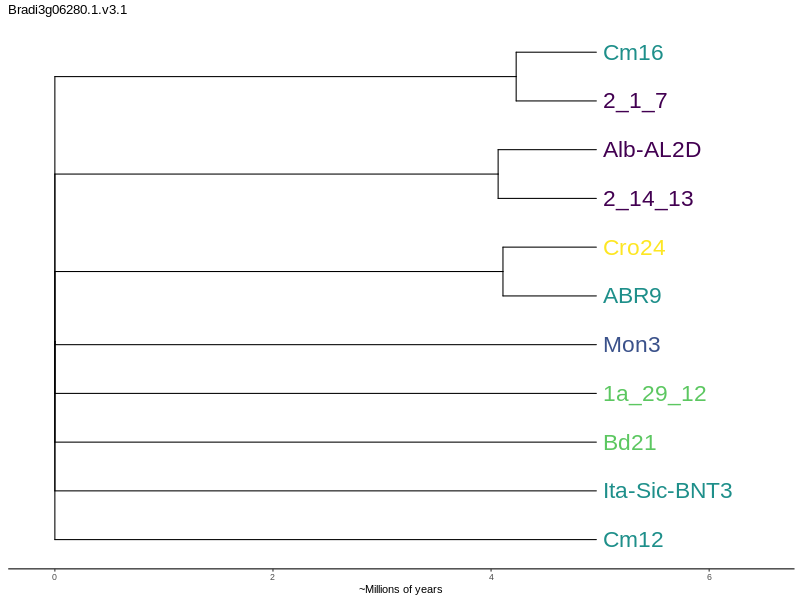 Bradi3g06280.1.v3.1
Cm16
2_1_7
Alb-AL2D
2_14_13
Cro24
ABR9
Mon3
1a_29_12
Bd21
Ita-Sic-BNT3
Cm12
0 2 4 6
~Millions of years